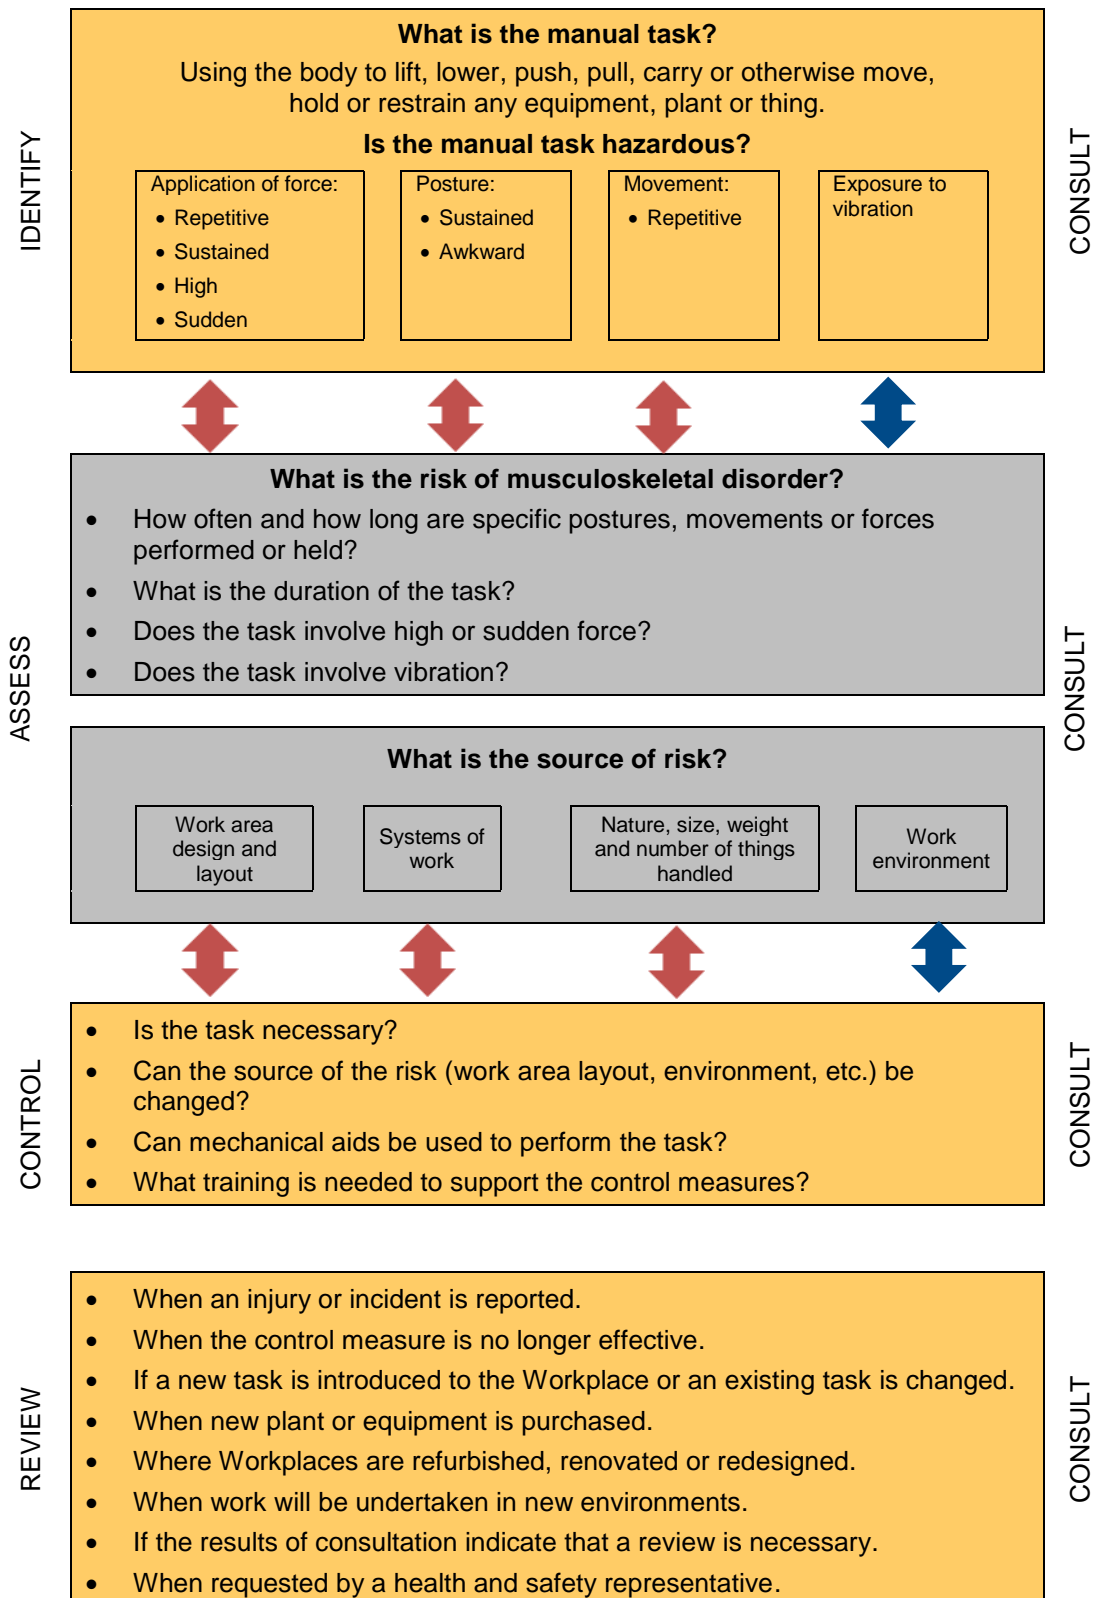 What is the manual task?
Using the body to lift, lower, push, pull, carry or otherwise move,
hold or restrain any equipment, plant or thing.
Is the manual task hazardous?
IDENTIFY
CONSULT
Application of force:
• Repetitive
• Sustained
• High
• Sudden
Posture:
• Sustained
• Awkward
Movement:
• Repetitive
Exposure to
vibration
What is the risk of musculoskeletal disorder?
• How often and how long are specific postures, movements or forces
performed or held?
• What is the duration of the task?
• Does the task involve high or sudden force?
• Does the task involve vibration?
ASSESS
CONSULT
What is the source of risk?
Work area
design and
layout
Systems of
work
Nature, size, weight
and number of things
handled
Work
environment
• Is the task necessary?
• Can the source of the risk (work area layout, environment, etc.) be
changed?
• Can mechanical aids be used to perform the task?
• What training is needed to support the control measures?
CONTROL
CONSULT
• When an injury or incident is reported.
• When the control measure is no longer effective.
• If a new task is introduced to the Workplace or an existing task is changed.
• When new plant or equipment is purchased.
• Where Workplaces are refurbished, renovated or redesigned.
• When work will be undertaken in new environments.
• If the results of consultation indicate that a review is necessary.
• When requested by a health and safety representative.
REVIEW
CONSULT